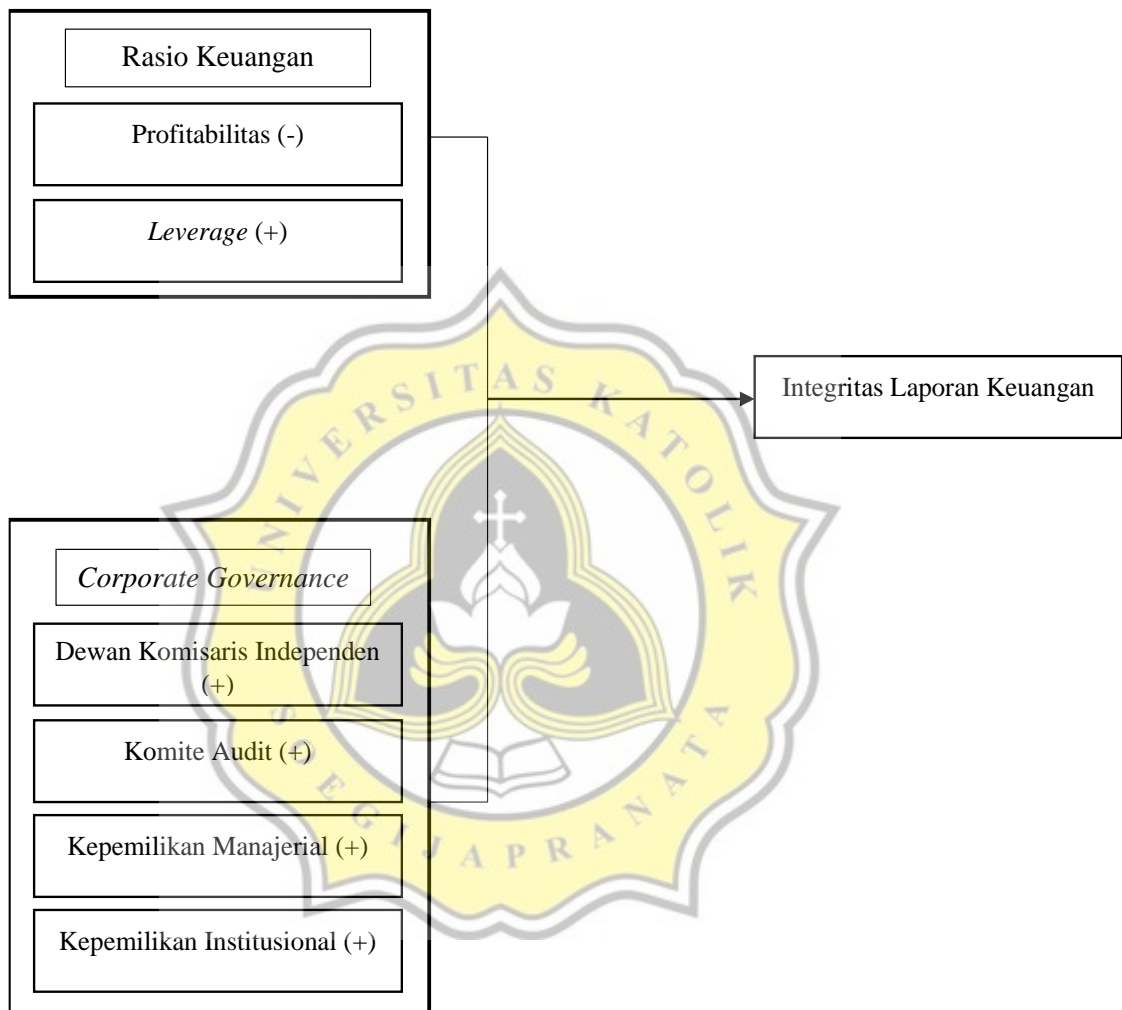 Rasio Keuangan
Profitabilitas (-)
Leverage (+)
Integritas Laporan Keuangan
Corporate Governance
Dewan Komisaris Independen
(+)
Komite Audit (+)
Kepemilikan Manajerial (+)
Kepemilikan Institusional (+)
UNIVERSITAS KATOLIK
SOEGIJAPRANATA